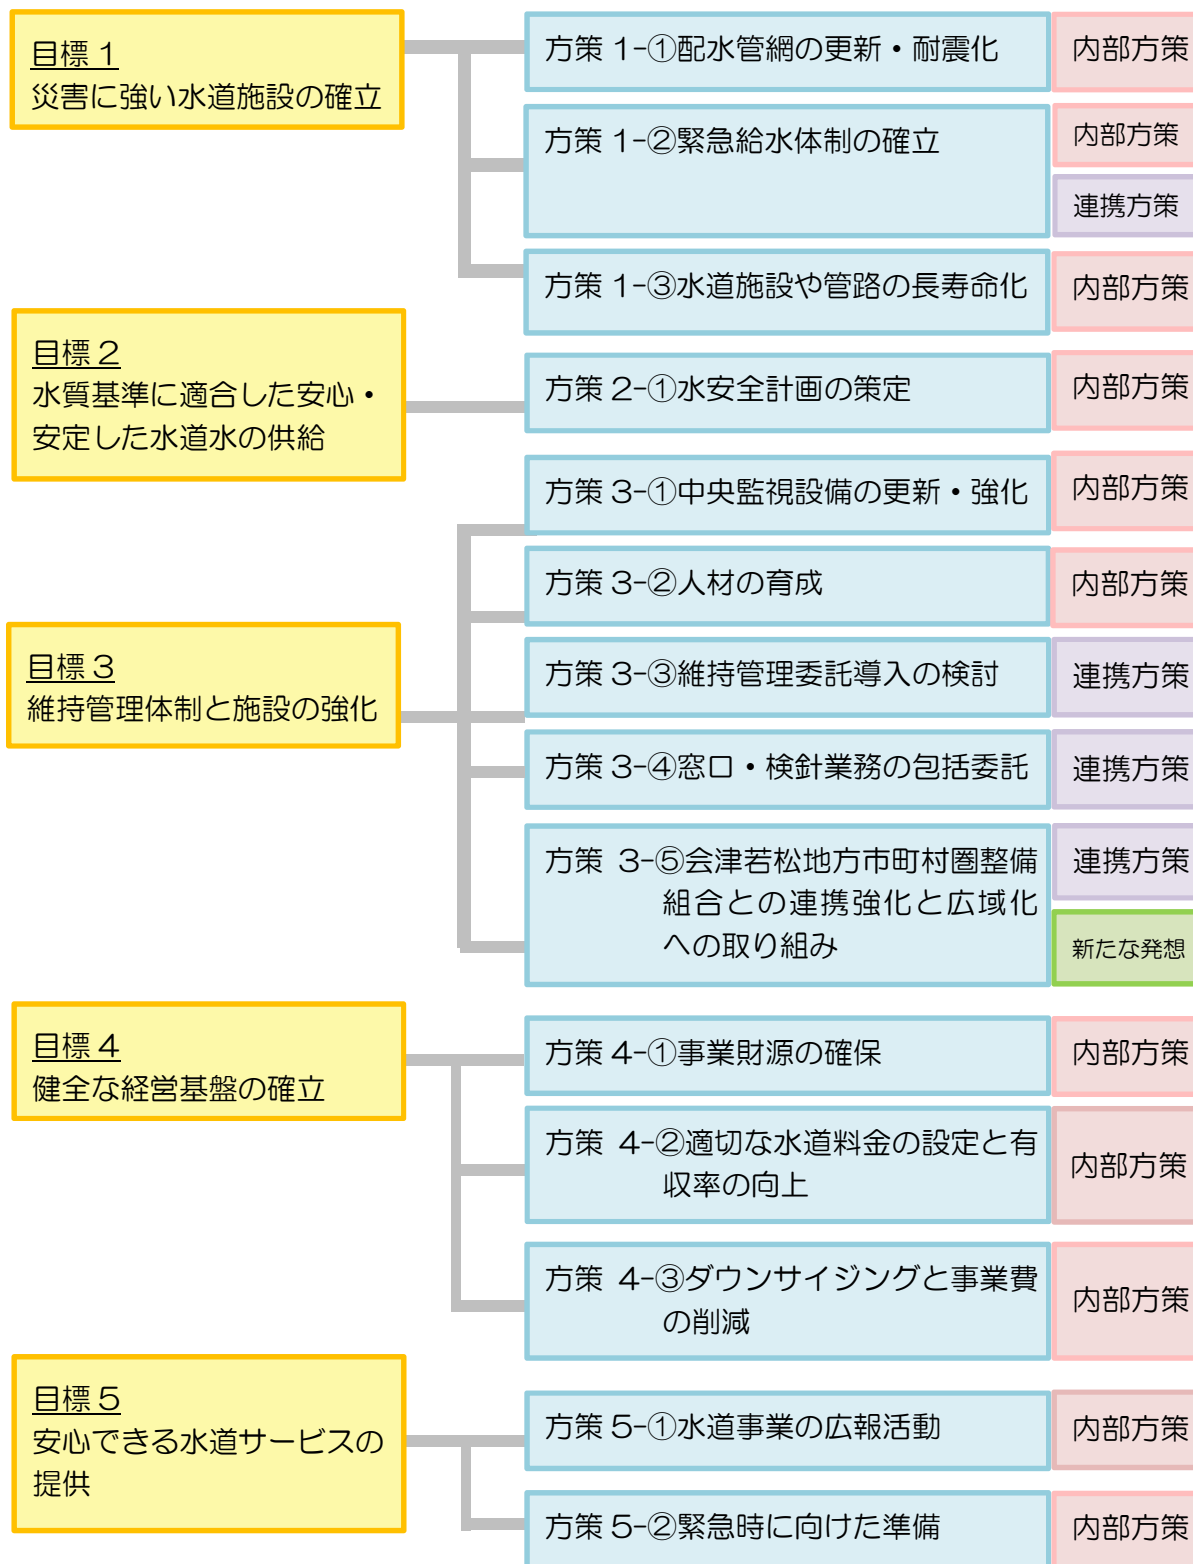 目標１
災害に強い水道施設の確立
方策 1-①配水管網の更新・耐震化
内部方策
方策 1-②緊急給水体制の確立
内部方策
連携方策
方策 1-③水道施設や管路の長寿命化
内部方策
目標２
水質基準に適合した安心・
安定した水道水の供給
方策 2-①水安全計画の策定
内部方策
目標３
維持管理体制と施設の強化
方策 3-①中央監視設備の更新・強化
内部方策
方策 3-②人材の育成
内部方策
方策 3-③維持管理委託導入の検討
連携方策
方策 3-④窓口・検針業務の包括委託
連携方策
方策 3-⑤会津若松地方市町村圏整備
組合との連携強化と広域化
への取り組み
連携方策
新たな発想
目標４
健全な経営基盤の確立
方策 4-①事業財源の確保
内部方策
方策 4-②適切な水道料金の設定と有
収率の向上
内部方策
方策 4-③ダウンサイジングと事業費
の削減
内部方策
目標５
安心できる水道サービスの
提供
方策 5-①水道事業の広報活動
内部方策
方策 5-②緊急時に向けた準備
内部方策